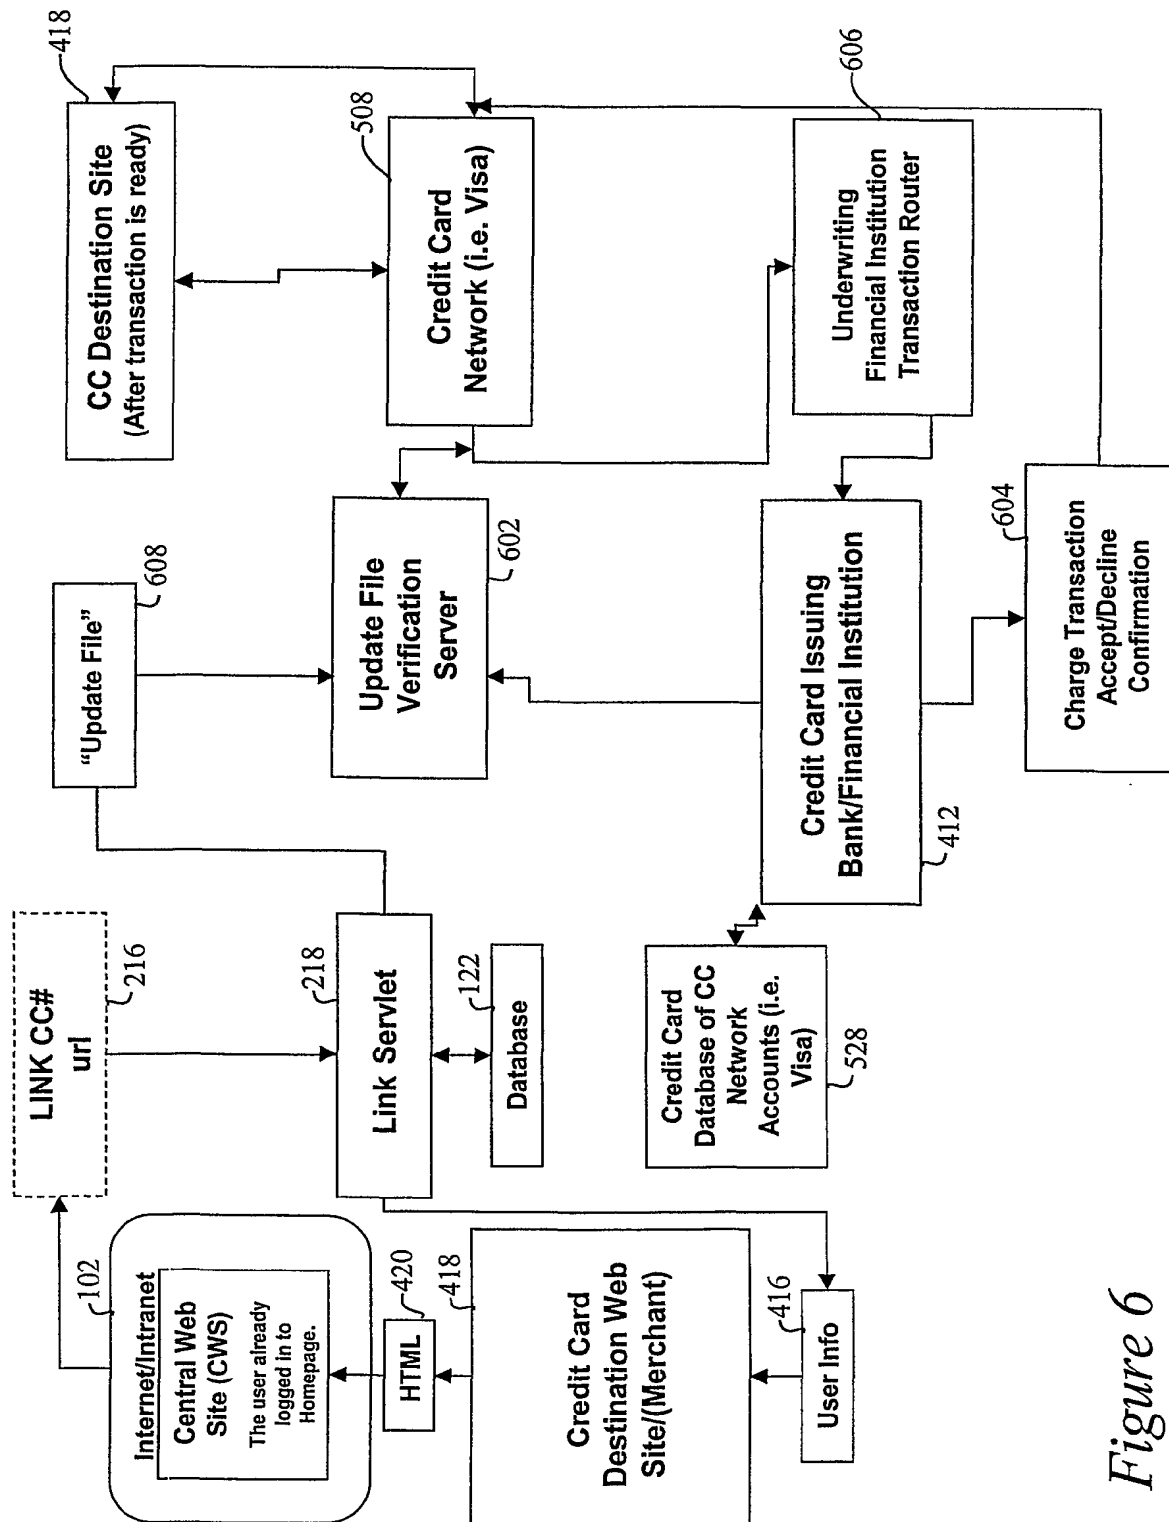 Internet/Intranet
102
Central Web
Site (CWS)
The user already
logged in to
Homepage.
LINK CC#
url
216
"Update File"
608
CC Destination Site
(After transaction is ready)
418
HTML
420
Link Servlet
218
Update File
Verification
Server
602
Credit Card
Network (i.e. Visa)
508
Credit Card
Destination Web
Site/(Merchant)
418
Database
122
User Info
416
Credit Card
Database of CC
Network
Accounts (i.e.
Visa)
528
Credit Card Issuing
Bank/Financial Institution
412
Underwriting
Financial Institution
Transaction Router
606
Charge Transaction
Accept/Decline
Confirmation
604
Figure 6